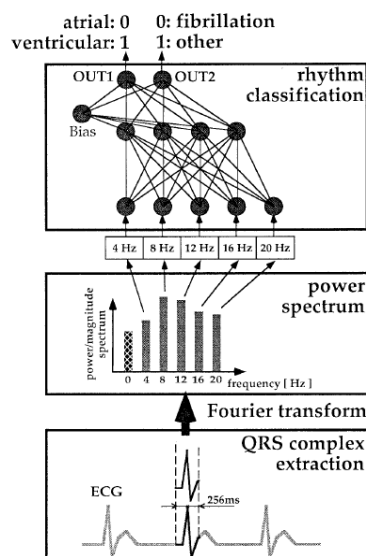 atrial: 0 0: fibrillation
ventricular: 1 1: other
OUT1 OUT2 rhythm
classification
Bias
4 Hz 8 Hz 12 Hz 16 Hz 20 Hz
power
spectrum
power/magnitude
spectrum
0 4 8 12 16 20 frequency [ Hz ]
Fourier transform
QRS complex
extraction
ECG
256ms